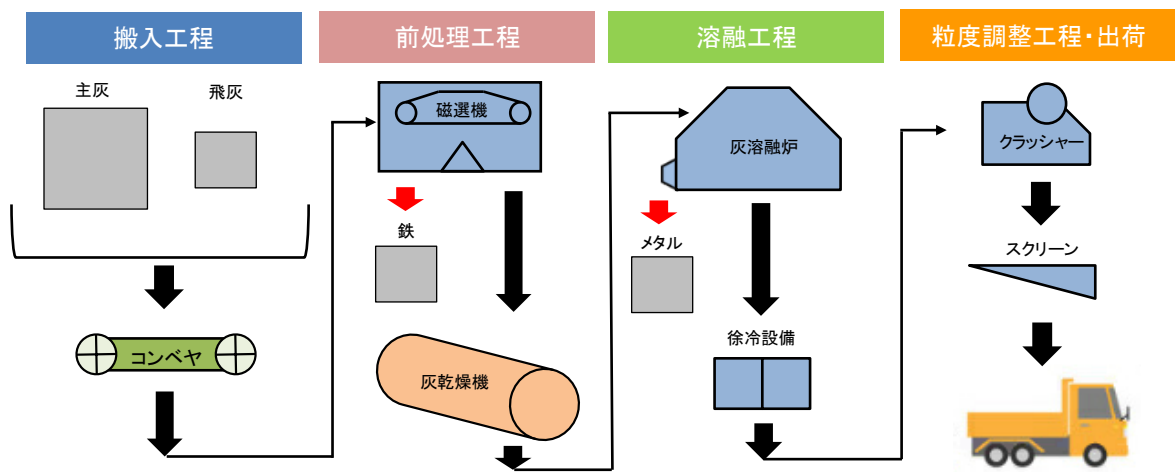 搬入工程
前処理工程
溶融工程
粒度調整工程・出荷
主灰
飛灰
コンベヤ
磁選機
鉄
灰乾燥機
灰溶融炉
メタル
徐冷設備
クラッシャー
スクリーン